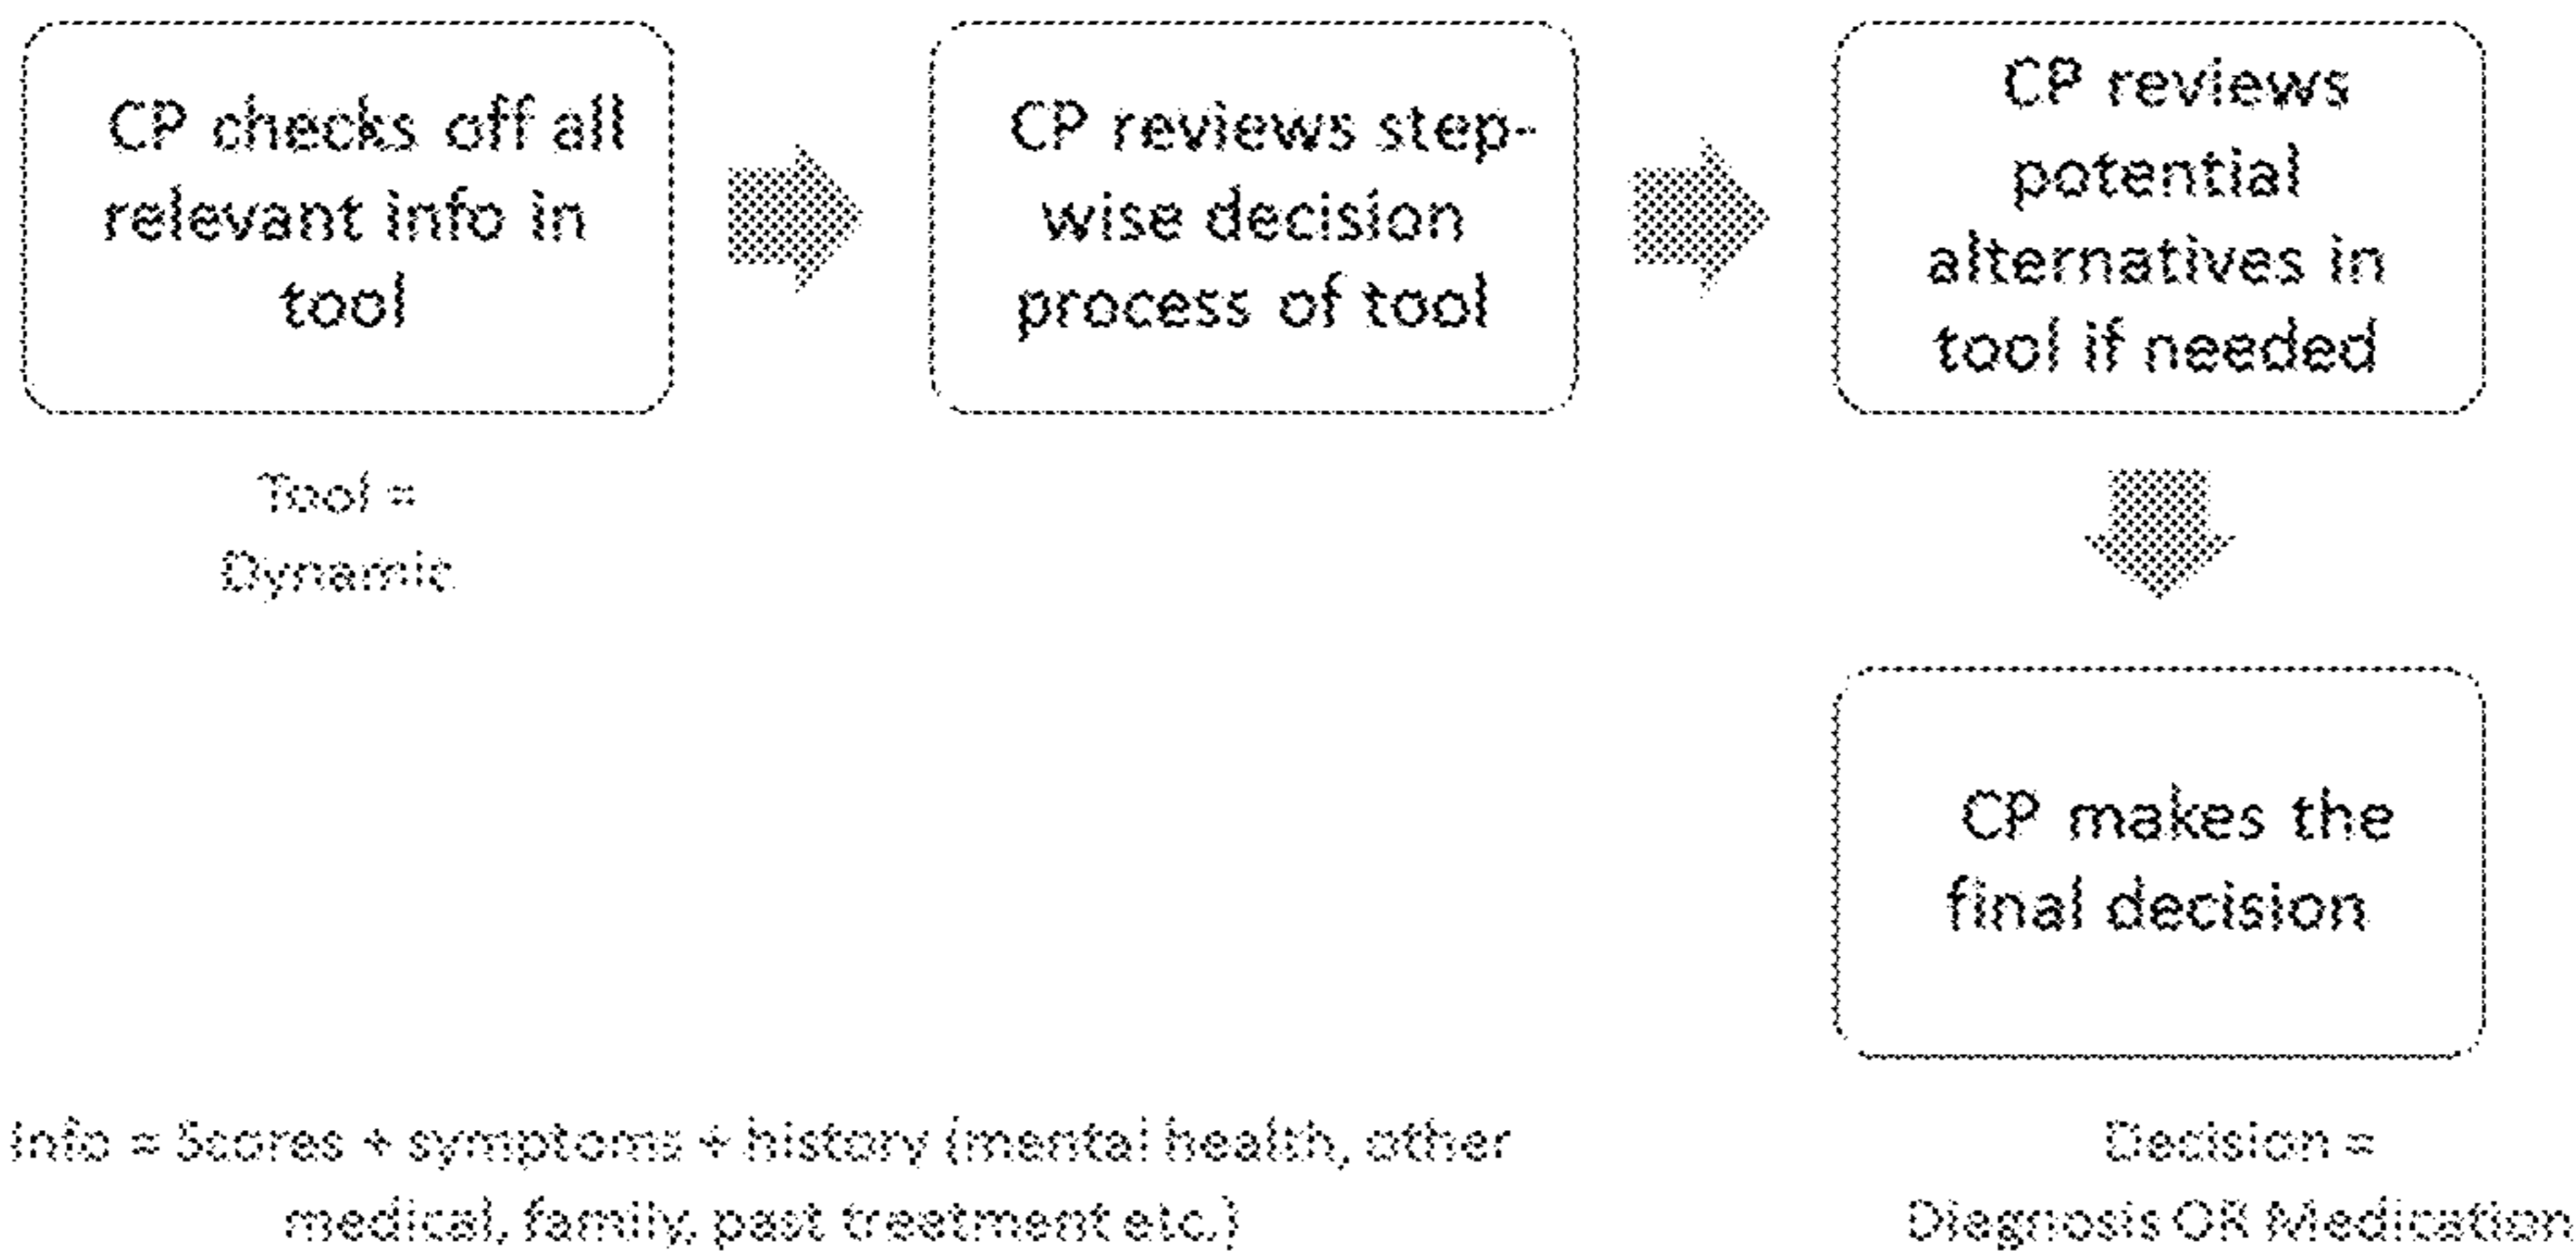 CP checks off all
relevant info in
tool
CP reviews step-
wise decision
process of tool
CP reviews
potential
alternatives in
tool if needed
Tool =
Dynamic
CP makes the
final decision
Info = Scores + symptoms + history (mental health, other
medical, family, past treatment etc.)
Decision =
Diagnosis OR Medication